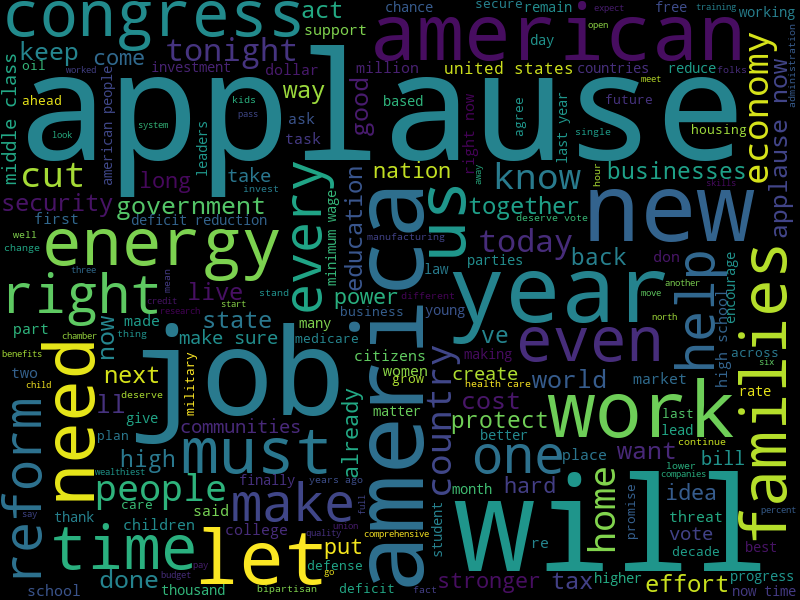 congress
act
chance
secure
remain
expect
training
free
open
working
support
american
keep
come
tonight
day
oil
worked
investment
dollar
million
united states
countries
reduce
folks
middle class
ahead
american people
applause
kids
way
based
meet
future
administration
economy
look
system
pass
leaders
ask
task
good
right now
agree
last year
single
housing
applause now
cut
long
take
invest
nation
away
know
hour
businesses
skills
security
government
every
education
us
together
new
first
deficit reduction
minimum wage
deserve vote
well
change
energy
america
manufacturing
today
parties
back
don
encourage
families
three
live
power
law
year
another
help
right
mean
credit
research
start
stand
business
different
young
move
north
part
now
made
thing
state
many
ve
even
high school
across
make sure
medicare
citizens
making
benefits
chamber
two
need
job
women
grow
country
create
world
market
six
child
next
deserve
military
health care
rate
percent
reform
ll
give
communities
already
matter
cost
protect
work
last
lead
plan
must
better
continue
high
one
place
want
bill
wealthiest
finally
years ago
lower
companies
people
care
make
full
month
hard
home
idea
say
thank
said
student
will
promise
threat
children
college
quality
union
comprehensive
vote
time
let
put
re
decade
best
done
pay
defense
go
stronger
tax
higher
effort
progress
school
thousand
budget
bipartisan
deficit
fact
now time